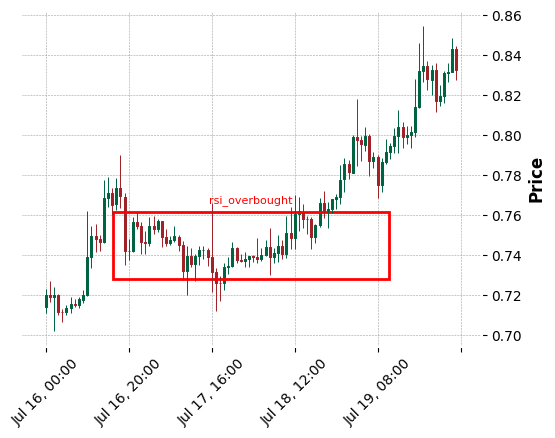 0.86
0.84
0.82
0.80
0.78
0.76
0.74
0.72
0.70
Price
rsi_overbought
Jul 16, 00:00
Jul 16, 20:00
Jul 17, 16:00
Jul 18, 12:00
Jul 19, 08:00